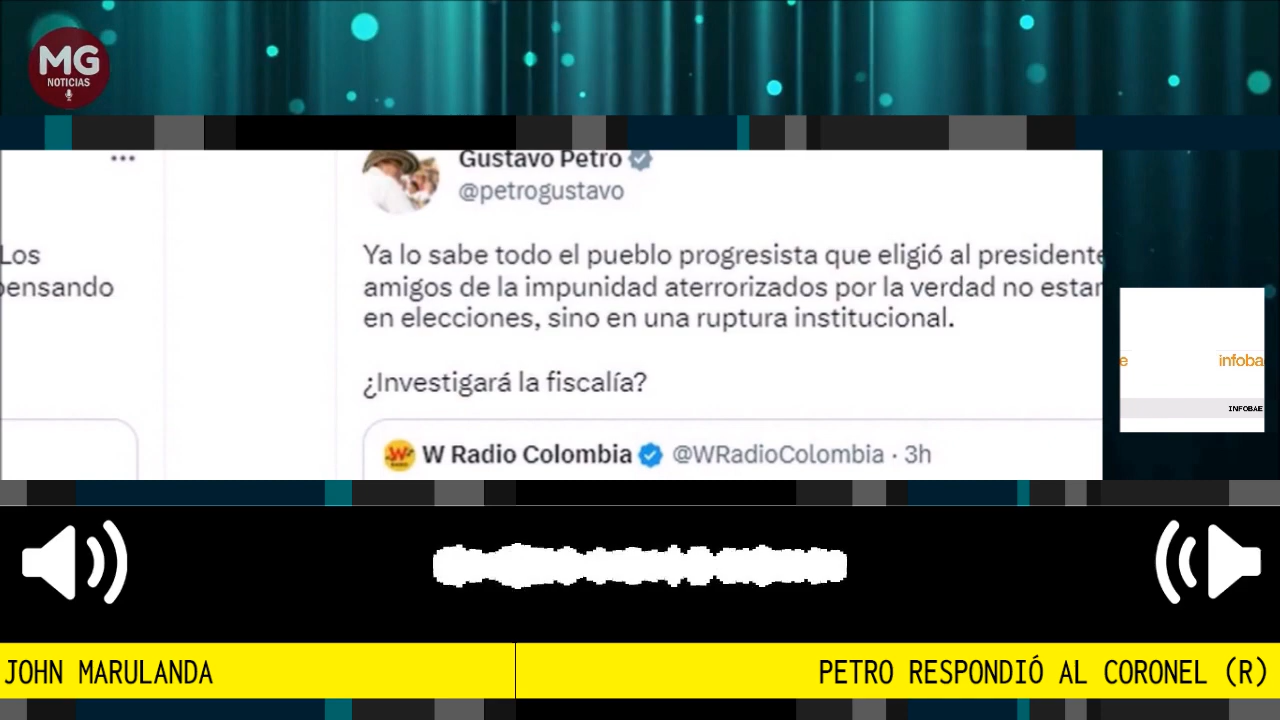 MG
NOTICIAS
...
Los
pensando
Gustavo Petro
@petrogustavo
Ya lo sabe todo el pueblo progresista que eligió al presidente
amigos de la impunidad aterrorizados por la verdad no estar
en elecciones, sino en una ruptura institucional.
¿Investigará la fiscalía?
W Radio Colombia @WRadioColombia · 3h
e infoba
INFOBAE
JOHN MARULANDA
PETRO RESPONDIÓ AL CORONEL (R)